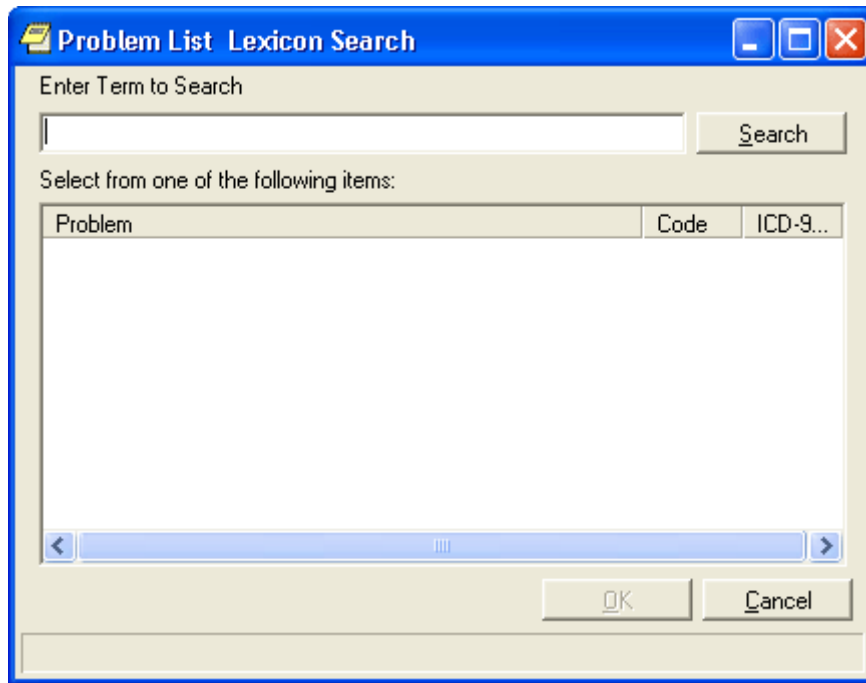 Problem List Lexicon Search
Enter Term to Search
Search
Select from one of the following items:
Problem Code ICD-9...
OK Cancel